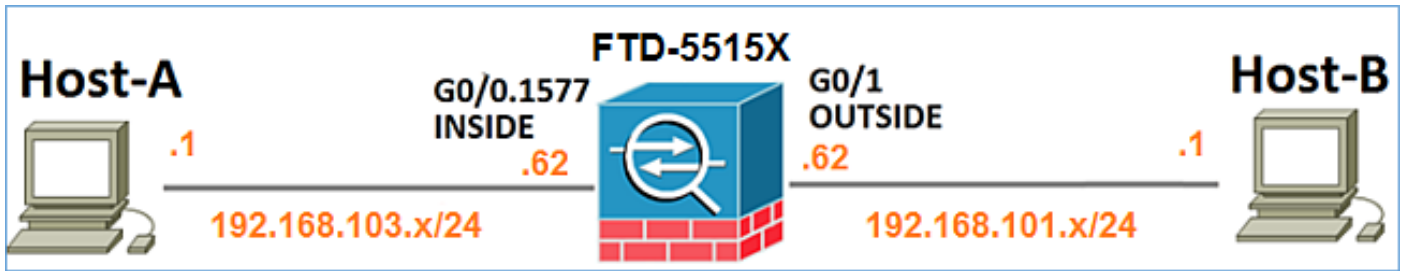 FTD-5515X
Host-A
G0/0.1577
INSIDE
G0/1
OUTSIDE
Host-B
.1
.62
.62
.1
192.168.103.x/24
192.168.101.x/24